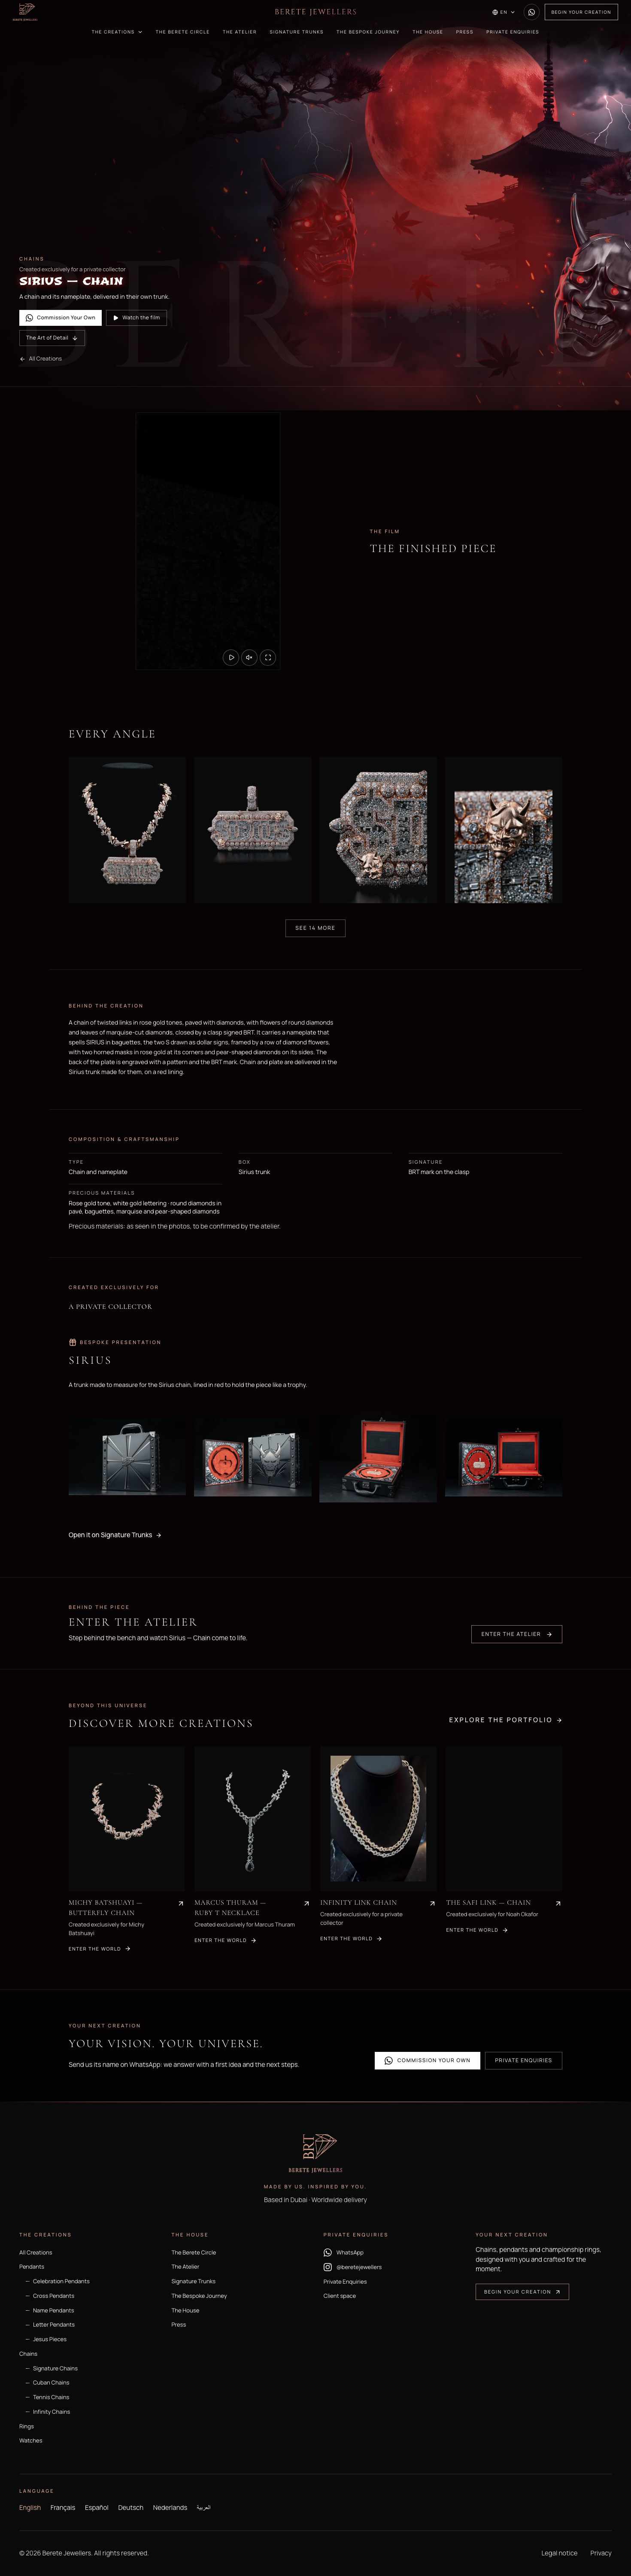 BRT
BERETE JEWELLERS
BERETE JEWELLERS
EN
BEGIN YOUR CREATION
THE CREATIONS
THE BERETE CIRCLE
THE ATELIER
SIGNATURE TRUNKS
THE BESPOKE JOURNEY
THE HOUSE
PRESS
PRIVATE ENQUIRIES
CHAINS
Created exclusively for a private collector
SIRIUS — CHAIN
A chain and its nameplate, delivered in their own trunk.
Commission Your Own
Watch the film
The Art of Detail
All Creations
THE FILM
THE FINISHED PIECE
EVERY ANGLE
SEE 14 MORE
BEHIND THE CREATION
A chain of twisted links in rose gold tones, paved with diamonds, with flowers of round diamonds
and leaves of marquise-cut diamonds, closed by a clasp signed BRT. It carries a nameplate that
spells SIRIUS in baguettes, the two S drawn as dollar signs, framed by a row of diamond flowers,
with two horned masks in rose gold at its corners and pear-shaped diamonds on its sides. The
back of the plate is engraved with a pattern and the BRT mark. Chain and plate are delivered in the
Sirius trunk made for them, on a red lining.
COMPOSITION & CRAFTSMANSHIP
TYPE
Chain and nameplate
BOX
Sirius trunk
SIGNATURE
BRT mark on the clasp
PRECIOUS MATERIALS
Rose gold tone, white gold lettering · round diamonds in
pavé, baguettes, marquise and pear-shaped diamonds
Precious materials: as seen in the photos, to be confirmed by the atelier.
CREATED EXCLUSIVELY FOR
A PRIVATE COLLECTOR
BESPOKE PRESENTATION
SIRIUS
A trunk made to measure for the Sirius chain, lined in red to hold the piece like a trophy.
Open it on Signature Trunks
BEHIND THE PIECE
ENTER THE ATELIER
Step behind the bench and watch Sirius — Chain come to life.
ENTER THE ATELIER
BEYOND THIS UNIVERSE
DISCOVER MORE CREATIONS
EXPLORE THE PORTFOLIO
MICHY BATSHUAYI —
BUTTERFLY CHAIN
Created exclusively for Michy
Batshuayi
ENTER THE WORLD
MARCUS THURAM —
RUBY T NECKLACE
Created exclusively for Marcus Thuram
ENTER THE WORLD
INFINITY LINK CHAIN
Created exclusively for a private
collector
ENTER THE WORLD
THE SAFI LINK — CHAIN
Created exclusively for Noah Okafor
ENTER THE WORLD
YOUR NEXT CREATION
YOUR VISION. YOUR UNIVERSE.
Send us its name on WhatsApp: we answer with a first idea and the next steps.
COMMISSION YOUR OWN
PRIVATE ENQUIRIES
BRT
BERETE JEWELLERS
MADE BY US. INSPIRED BY YOU.
Based in Dubai · Worldwide delivery
THE CREATIONS
All Creations
Pendants
— Celebration Pendants
— Cross Pendants
— Name Pendants
— Letter Pendants
— Jesus Pieces
Chains
— Signature Chains
— Cuban Chains
— Tennis Chains
— Infinity Chains
Rings
Watches
THE HOUSE
The Berete Circle
The Atelier
Signature Trunks
The Bespoke Journey
The House
Press
PRIVATE ENQUIRIES
WhatsApp
@beretejewellers
Private Enquiries
Client space
YOUR NEXT CREATION
Chains, pendants and championship rings,
designed with you and crafted for the
moment.
BEGIN YOUR CREATION
LANGUAGE
English
Français
Español
Deutsch
Nederlands
العربية
© 2026 Berete Jewellers. All rights reserved.
Legal notice
Privacy